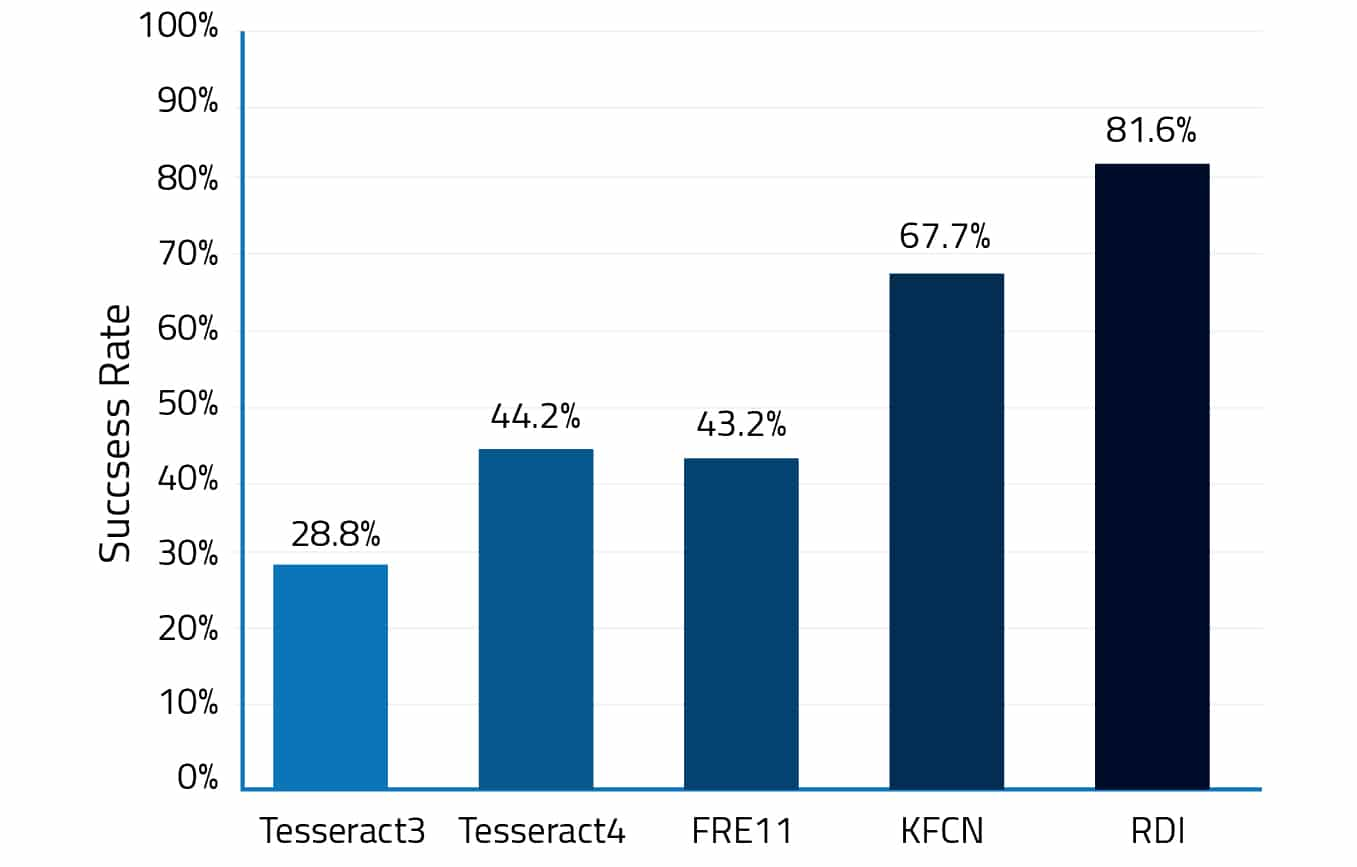 100%
90%
80%
70%
60%
50%
40%
30%
20%
10%
0%
Succsess Rate
28.8%
44.2%
43.2%
67.7%
81.6%
Tesseract3
Tesseract4
FRE11
KFCN
RDI